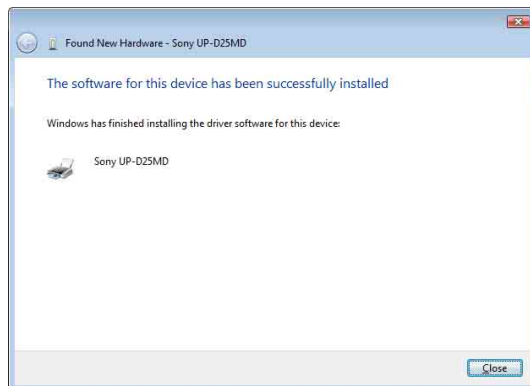 Found New Hardware - Sony UP-D25MD
The software for this device has been successfully installed
Windows has finished installing the driver software for this device:
Sony UP-D25MD
Close